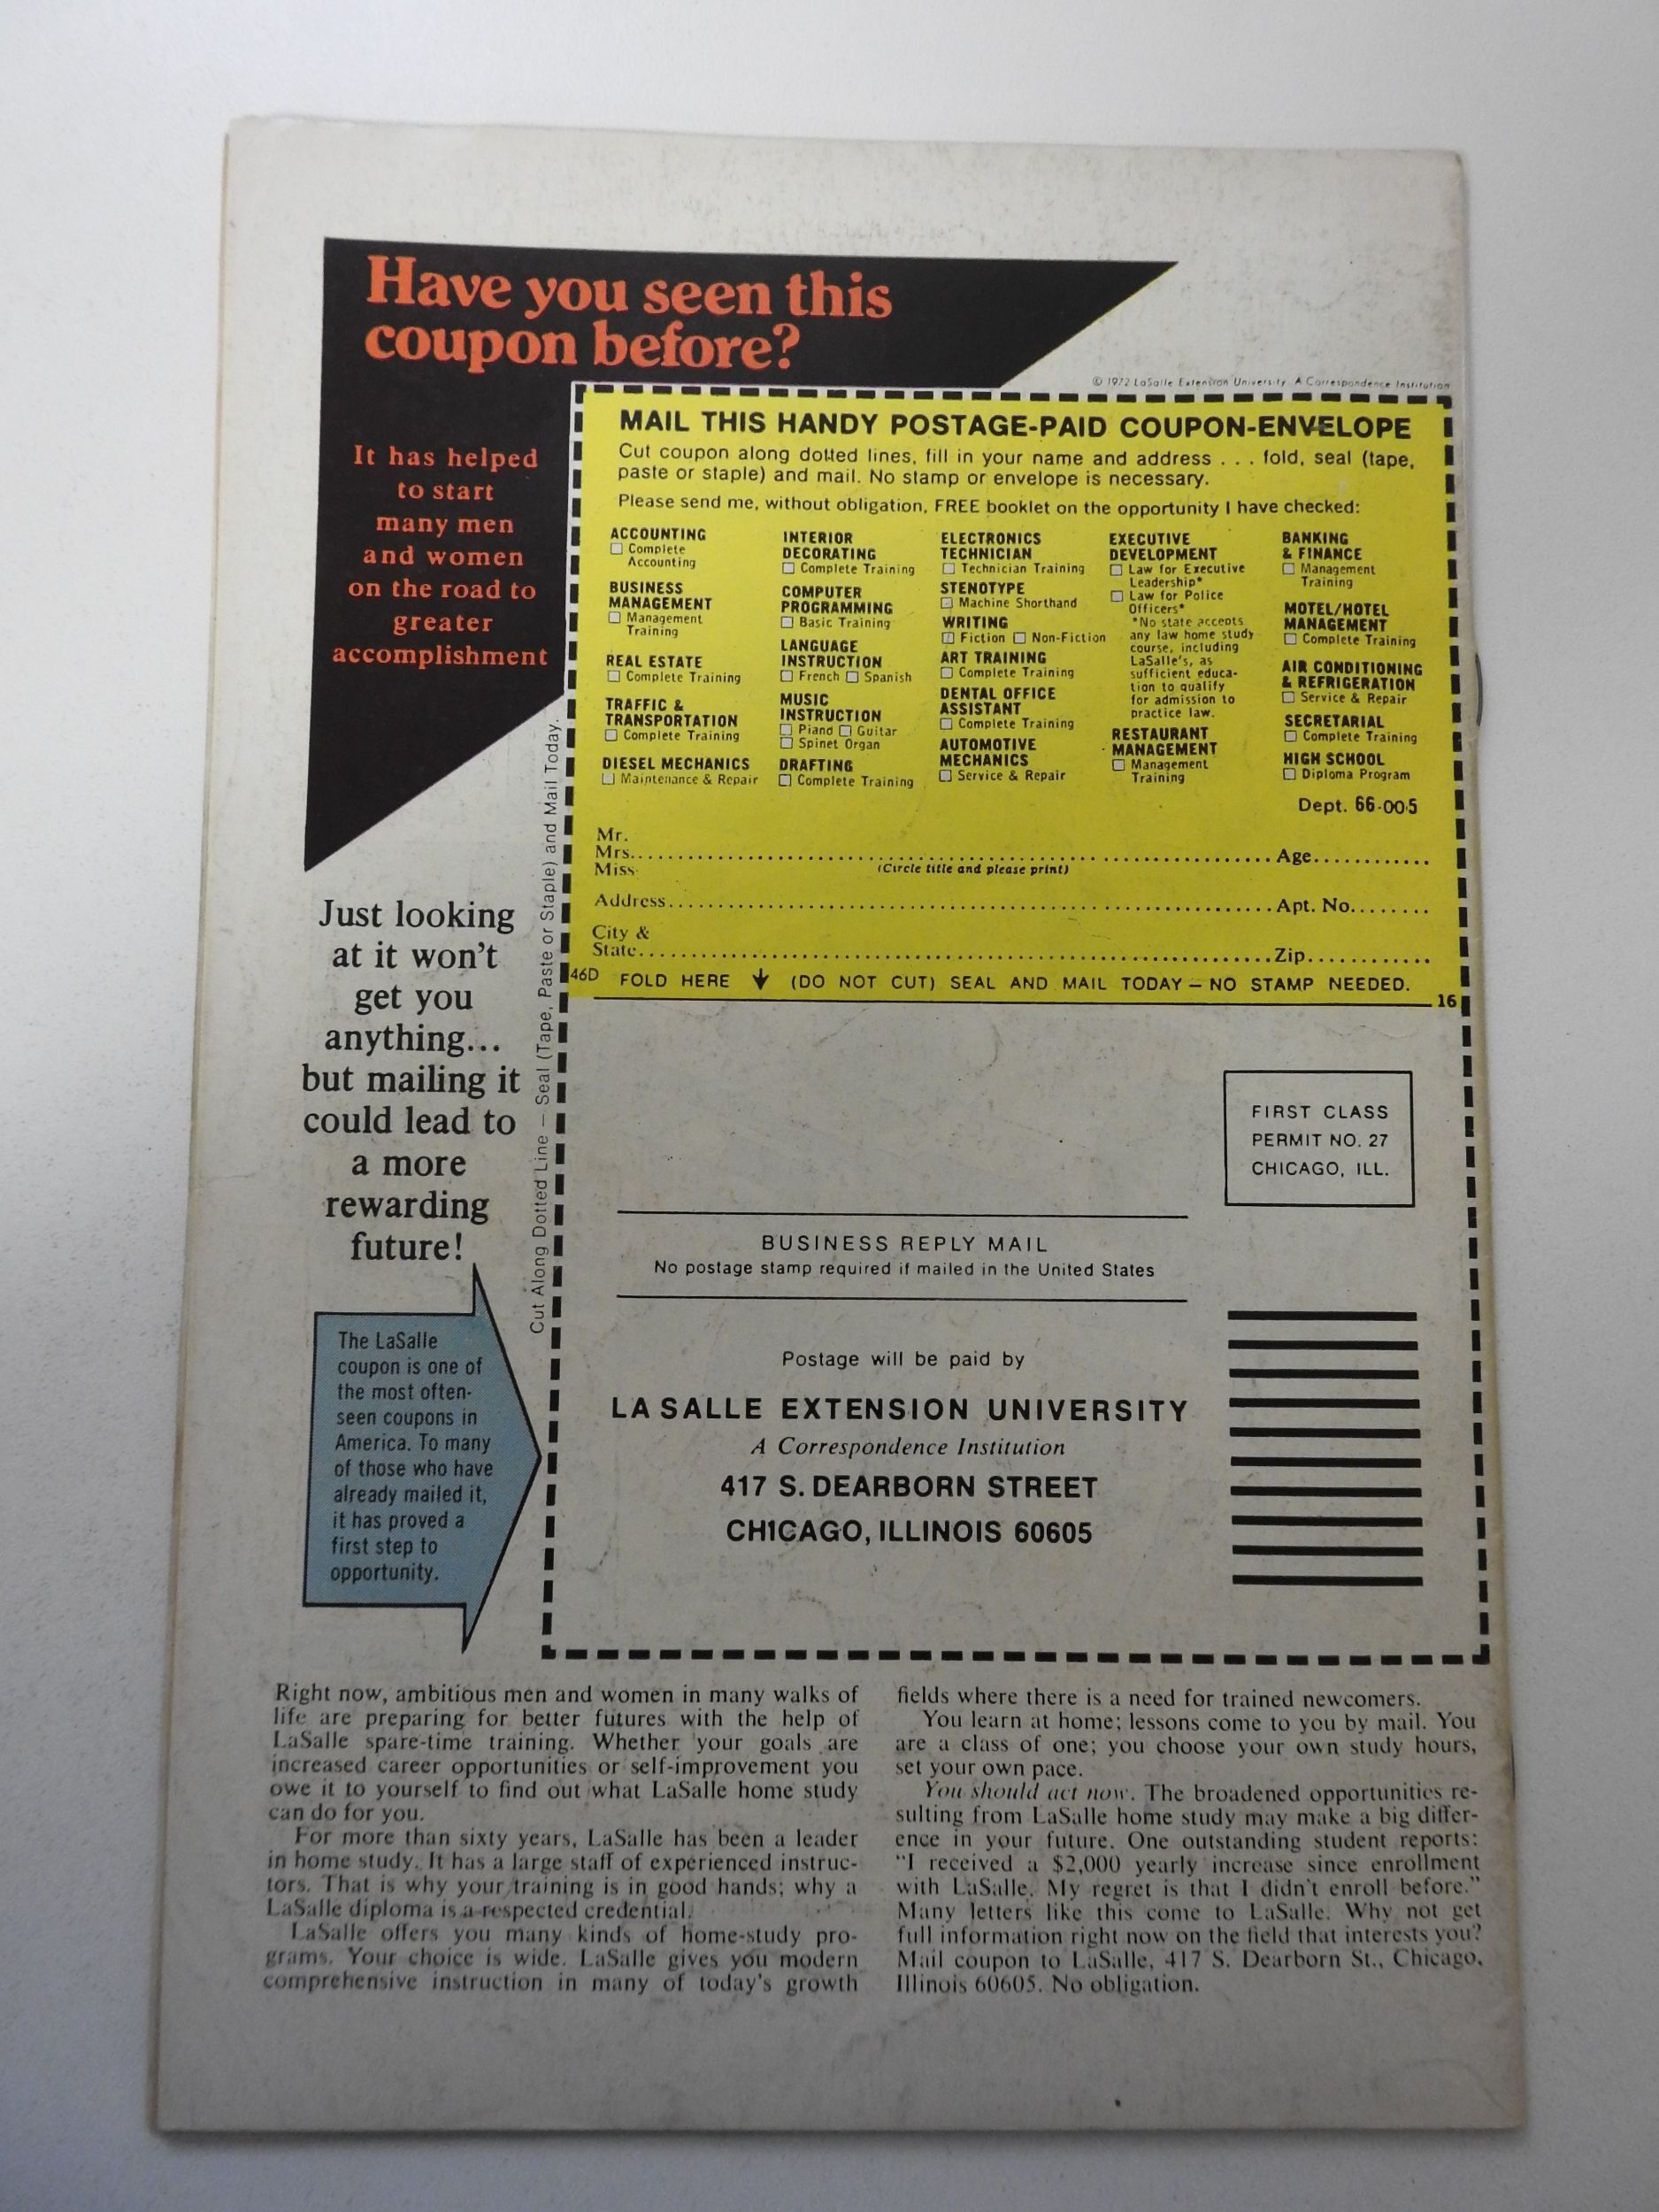 Have you seen this
coupon before?
It has helped
to start
many men
and women
on the road to
greater
accomplishment
© 1972 LaSalle Extension University A Correspondence Institution
MAIL THIS HANDY POSTAGE-PAID COUPON-ENVELOPE
Cut coupon along dotted lines, fill in your name and address . . . fold, seal (tape,
paste or staple) and mail. No stamp or envelope is necessary.
Please send me, without obligation, FREE booklet on the opportunity I have checked:
ACCOUNTING
☐ Complete
Accounting
BUSINESS
MANAGEMENT
☐ Management
Training
REAL ESTATE
☐ Complete Training
TRAFFIC &
TRANSPORTATION
☐ Complete Training
DIESEL MECHANICS
☐ Maintenance & Repair
INTERIOR
DECORATING
☐ Complete Training
COMPUTER
PROGRAMMING
☐ Basic Training
LANGUAGE
INSTRUCTION
☐ French ☐ Spanish
MUSIC
INSTRUCTION
☐ Piano ☐ Guitar
☐ Spinet Organ
DRAFTING
☐ Complete Training
ELECTRONICS
TECHNICIAN
☐ Technician Training
STENOTYPE
☐ Machine Shorthand
WRITING
☐ Fiction ☐ Non-Fiction
ART TRAINING
☐ Complete Training
DENTAL OFFICE
ASSISTANT
☐ Complete Training
AUTOMOTIVE
MECHANICS
☐ Service & Repair
EXECUTIVE
DEVELOPMENT
☐ Law for Executive
Leadership*
☐ Law for Police
Officers*
*No state accepts
any law home study
course, including
LaSalle's, as
sufficient educa-
tion to qualify
for admission to
practice law.
RESTAURANT
MANAGEMENT
☐ Management
Training
BANKING
& FINANCE
☐ Management
Training
MOTEL/HOTEL
MANAGEMENT
☐ Complete Training
AIR CONDITIONING
& REFRIGERATION
☐ Service & Repair
SECRETARIAL
☐ Complete Training
HIGH SCHOOL
☐ Diploma Program
Dept. 66-005
Mr.
Mrs. Age
Miss (Circle title and please print)
Address Apt. No.
City &
State Zip
46D FOLD HERE ↓ (DO NOT CUT) SEAL AND MAIL TODAY – NO STAMP NEEDED.
16
Cut Along Dotted Line – Seal (Tape, Paste or Staple) and Mail Today.
Just looking
at it won't
get you
anything...
but mailing it
could lead to
a more
rewarding
future!
The LaSalle
coupon is one of
the most often-
seen coupons in
America. To many
of those who have
already mailed it,
it has proved a
first step to
opportunity.
FIRST CLASS
PERMIT NO. 27
CHICAGO, ILL.
BUSINESS REPLY MAIL
No postage stamp required if mailed in the United States
Postage will be paid by
LA SALLE EXTENSION UNIVERSITY
A Correspondence Institution
417 S. DEARBORN STREET
CHICAGO, ILLINOIS 60605
Right now, ambitious men and women in many walks of
life are preparing for better futures with the help of
LaSalle spare-time training. Whether your goals are
increased career opportunities or self-improvement you
owe it to yourself to find out what LaSalle home study
can do for you.
For more than sixty years, LaSalle has been a leader
in home study. It has a large staff of experienced instruc-
tors. That is why your training is in good hands; why a
LaSalle diploma is a respected credential.
LaSalle offers you many kinds of home-study pro-
grams. Your choice is wide. LaSalle gives you modern
comprehensive instruction in many of today's growth
fields where there is a need for trained newcomers.
You learn at home; lessons come to you by mail. You
are a class of one; you choose your own study hours,
set your own pace.
You should act now. The broadened opportunities re-
sulting from LaSalle home study may make a big differ-
ence in your future. One outstanding student reports:
"I received a $2,000 yearly increase since enrollment
with LaSalle. My regret is that I didn't enroll before."
Many letters like this come to LaSalle. Why not get
full information right now on the field that interests you?
Mail coupon to LaSalle, 417 S. Dearborn St., Chicago,
Illinois 60605. No obligation.